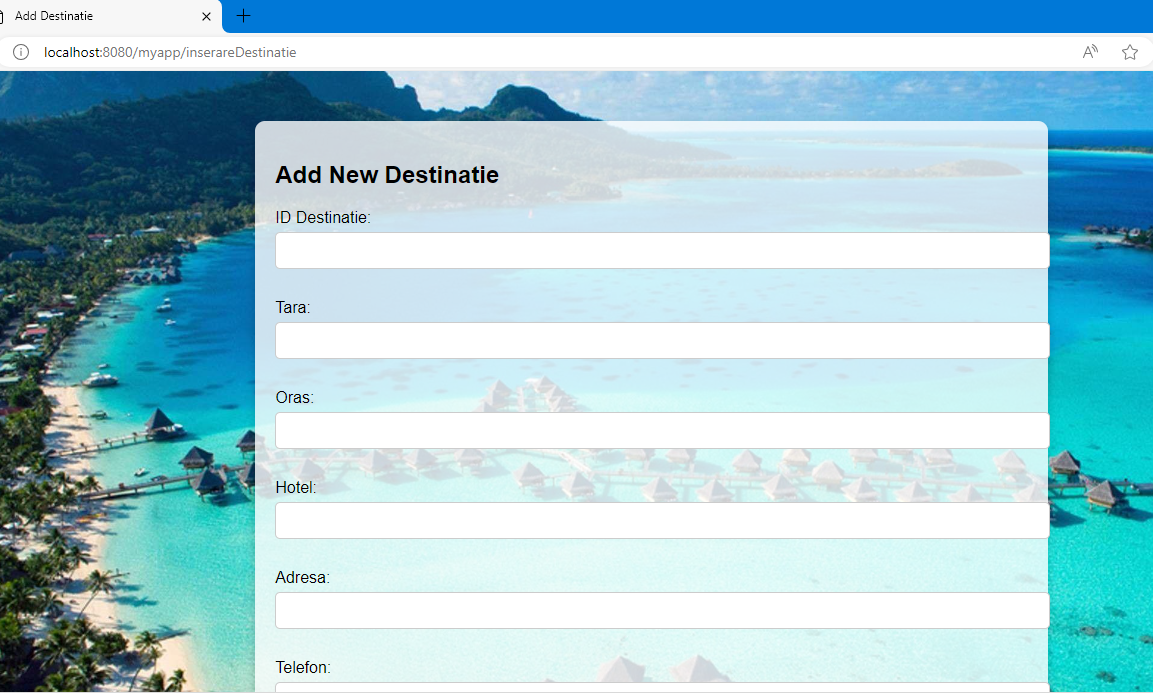 Add Destinatie
localhost:8080/myapp/inserareDestinatie
Add New Destinatie
ID Destinatie:
Tara:
Oras:
Hotel:
Adresa:
Telefon: